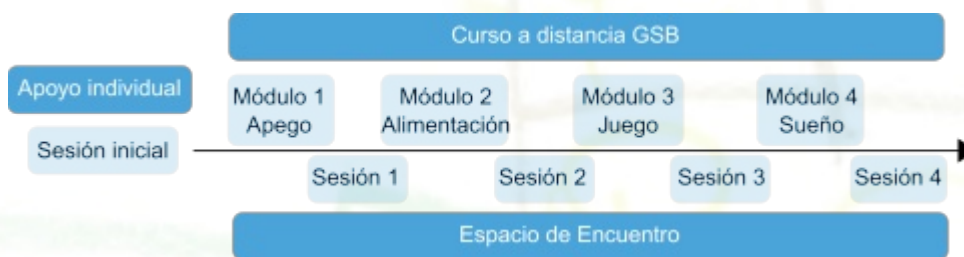 Curso a distancia GSB
Apoyo individual
Sesión inicial
Módulo 1
Apego
Módulo 2
Alimentación
Módulo 3
Juego
Módulo 4
Sueño
Sesión 1
Sesión 2
Sesión 3
Sesión 4
Espacio de Encuentro